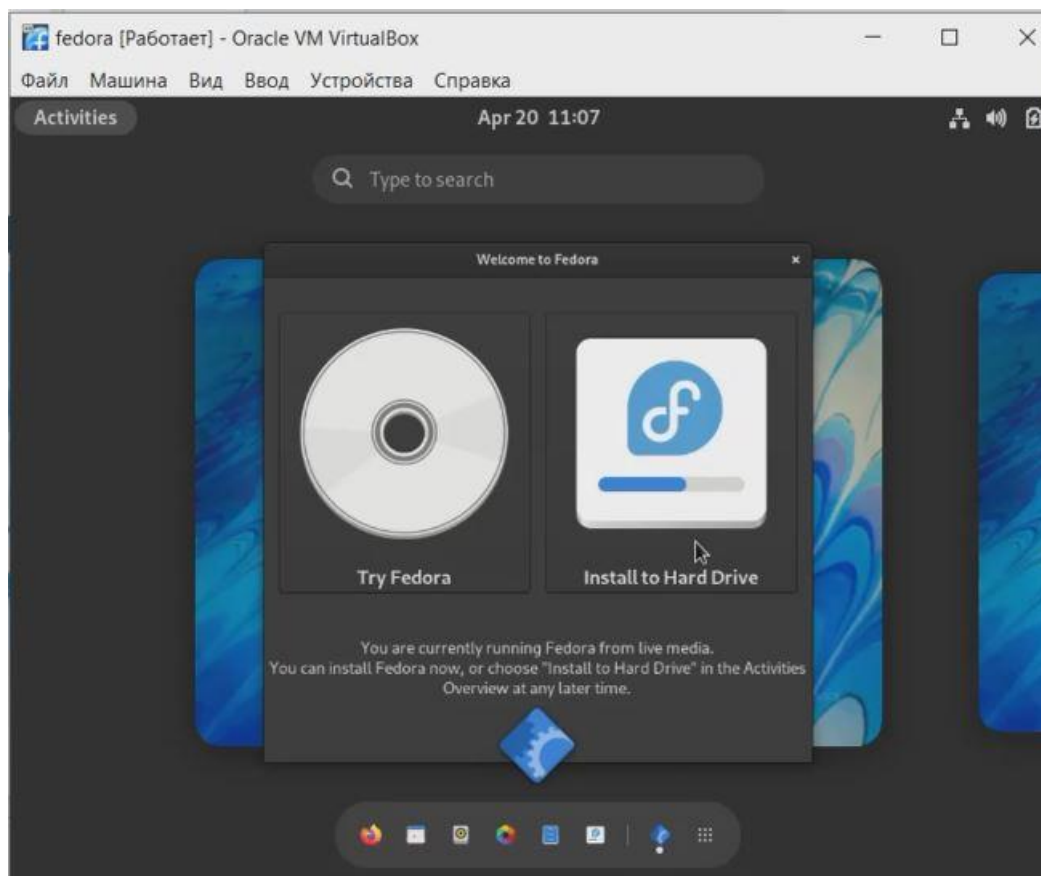 fedora [Работает] - Oracle VM VirtualBox
Файл Машина Вид Ввод Устройства Справка
Activities
Apr 20 11:07
Type to search
Welcome to Fedora
Try Fedora
Install to Hard Drive
You are currently running Fedora from live media.
You can install Fedora now, or choose "Install to Hard Drive" in the Activities
Overview at any later time.